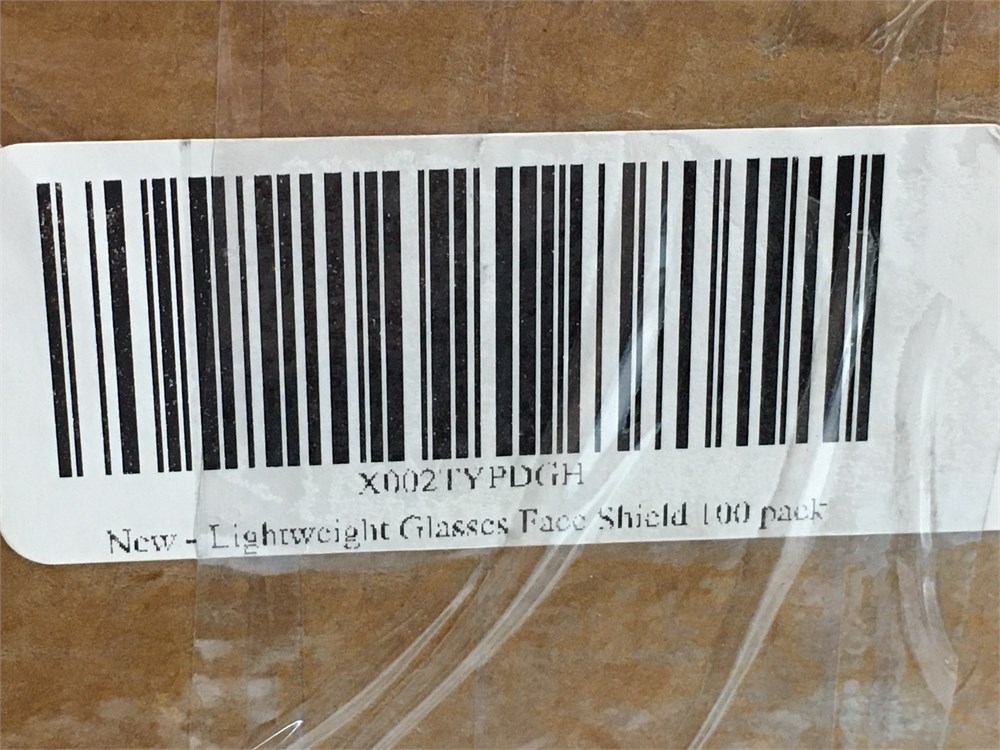 X002TYPDGH
New - Lightweight Glasses Face Shield 100 pack